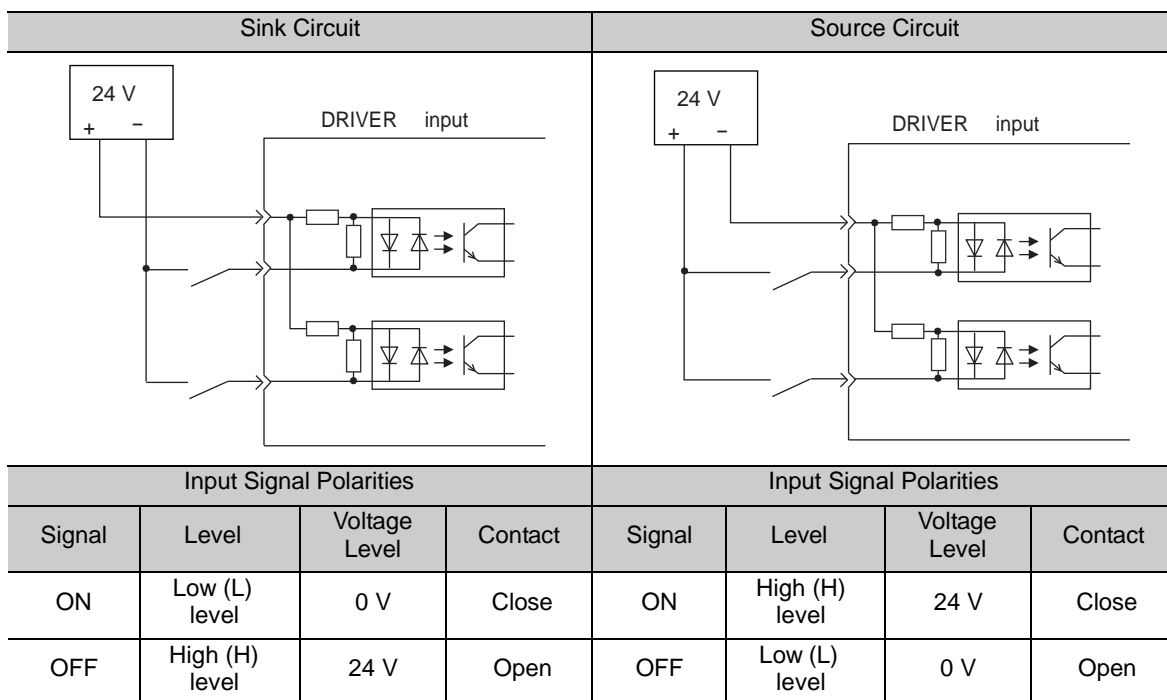 Sink Circuit
Source Circuit
24 V
+ −
DRIVER input
24 V
+ −
DRIVER input
Input Signal Polarities
Input Signal Polarities
Signal Level Voltage Level Contact Signal Level Voltage Level Contact
ON Low (L) level 0 V Close ON High (H) level 24 V Close
OFF High (H) level 24 V Open OFF Low (L) level 0 V Open